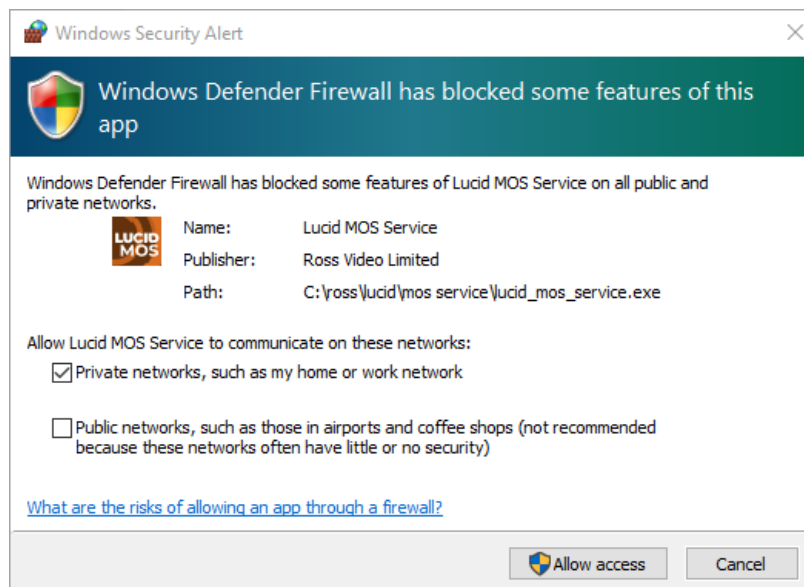 Windows Security Alert
Windows Defender Firewall has blocked some features of this
app
Windows Defender Firewall has blocked some features of Lucid MOS Service on all public and
private networks.
LUCID
MOS
Name: Lucid MOS Service
Publisher: Ross Video Limited
Path: C:\ross\lucid\mos service\lucid_mos_service.exe
Allow Lucid MOS Service to communicate on these networks:
Private networks, such as my home or work network
Public networks, such as those in airports and coffee shops (not recommended
because these networks often have little or no security)
What are the risks of allowing an app through a firewall?
Allow access Cancel